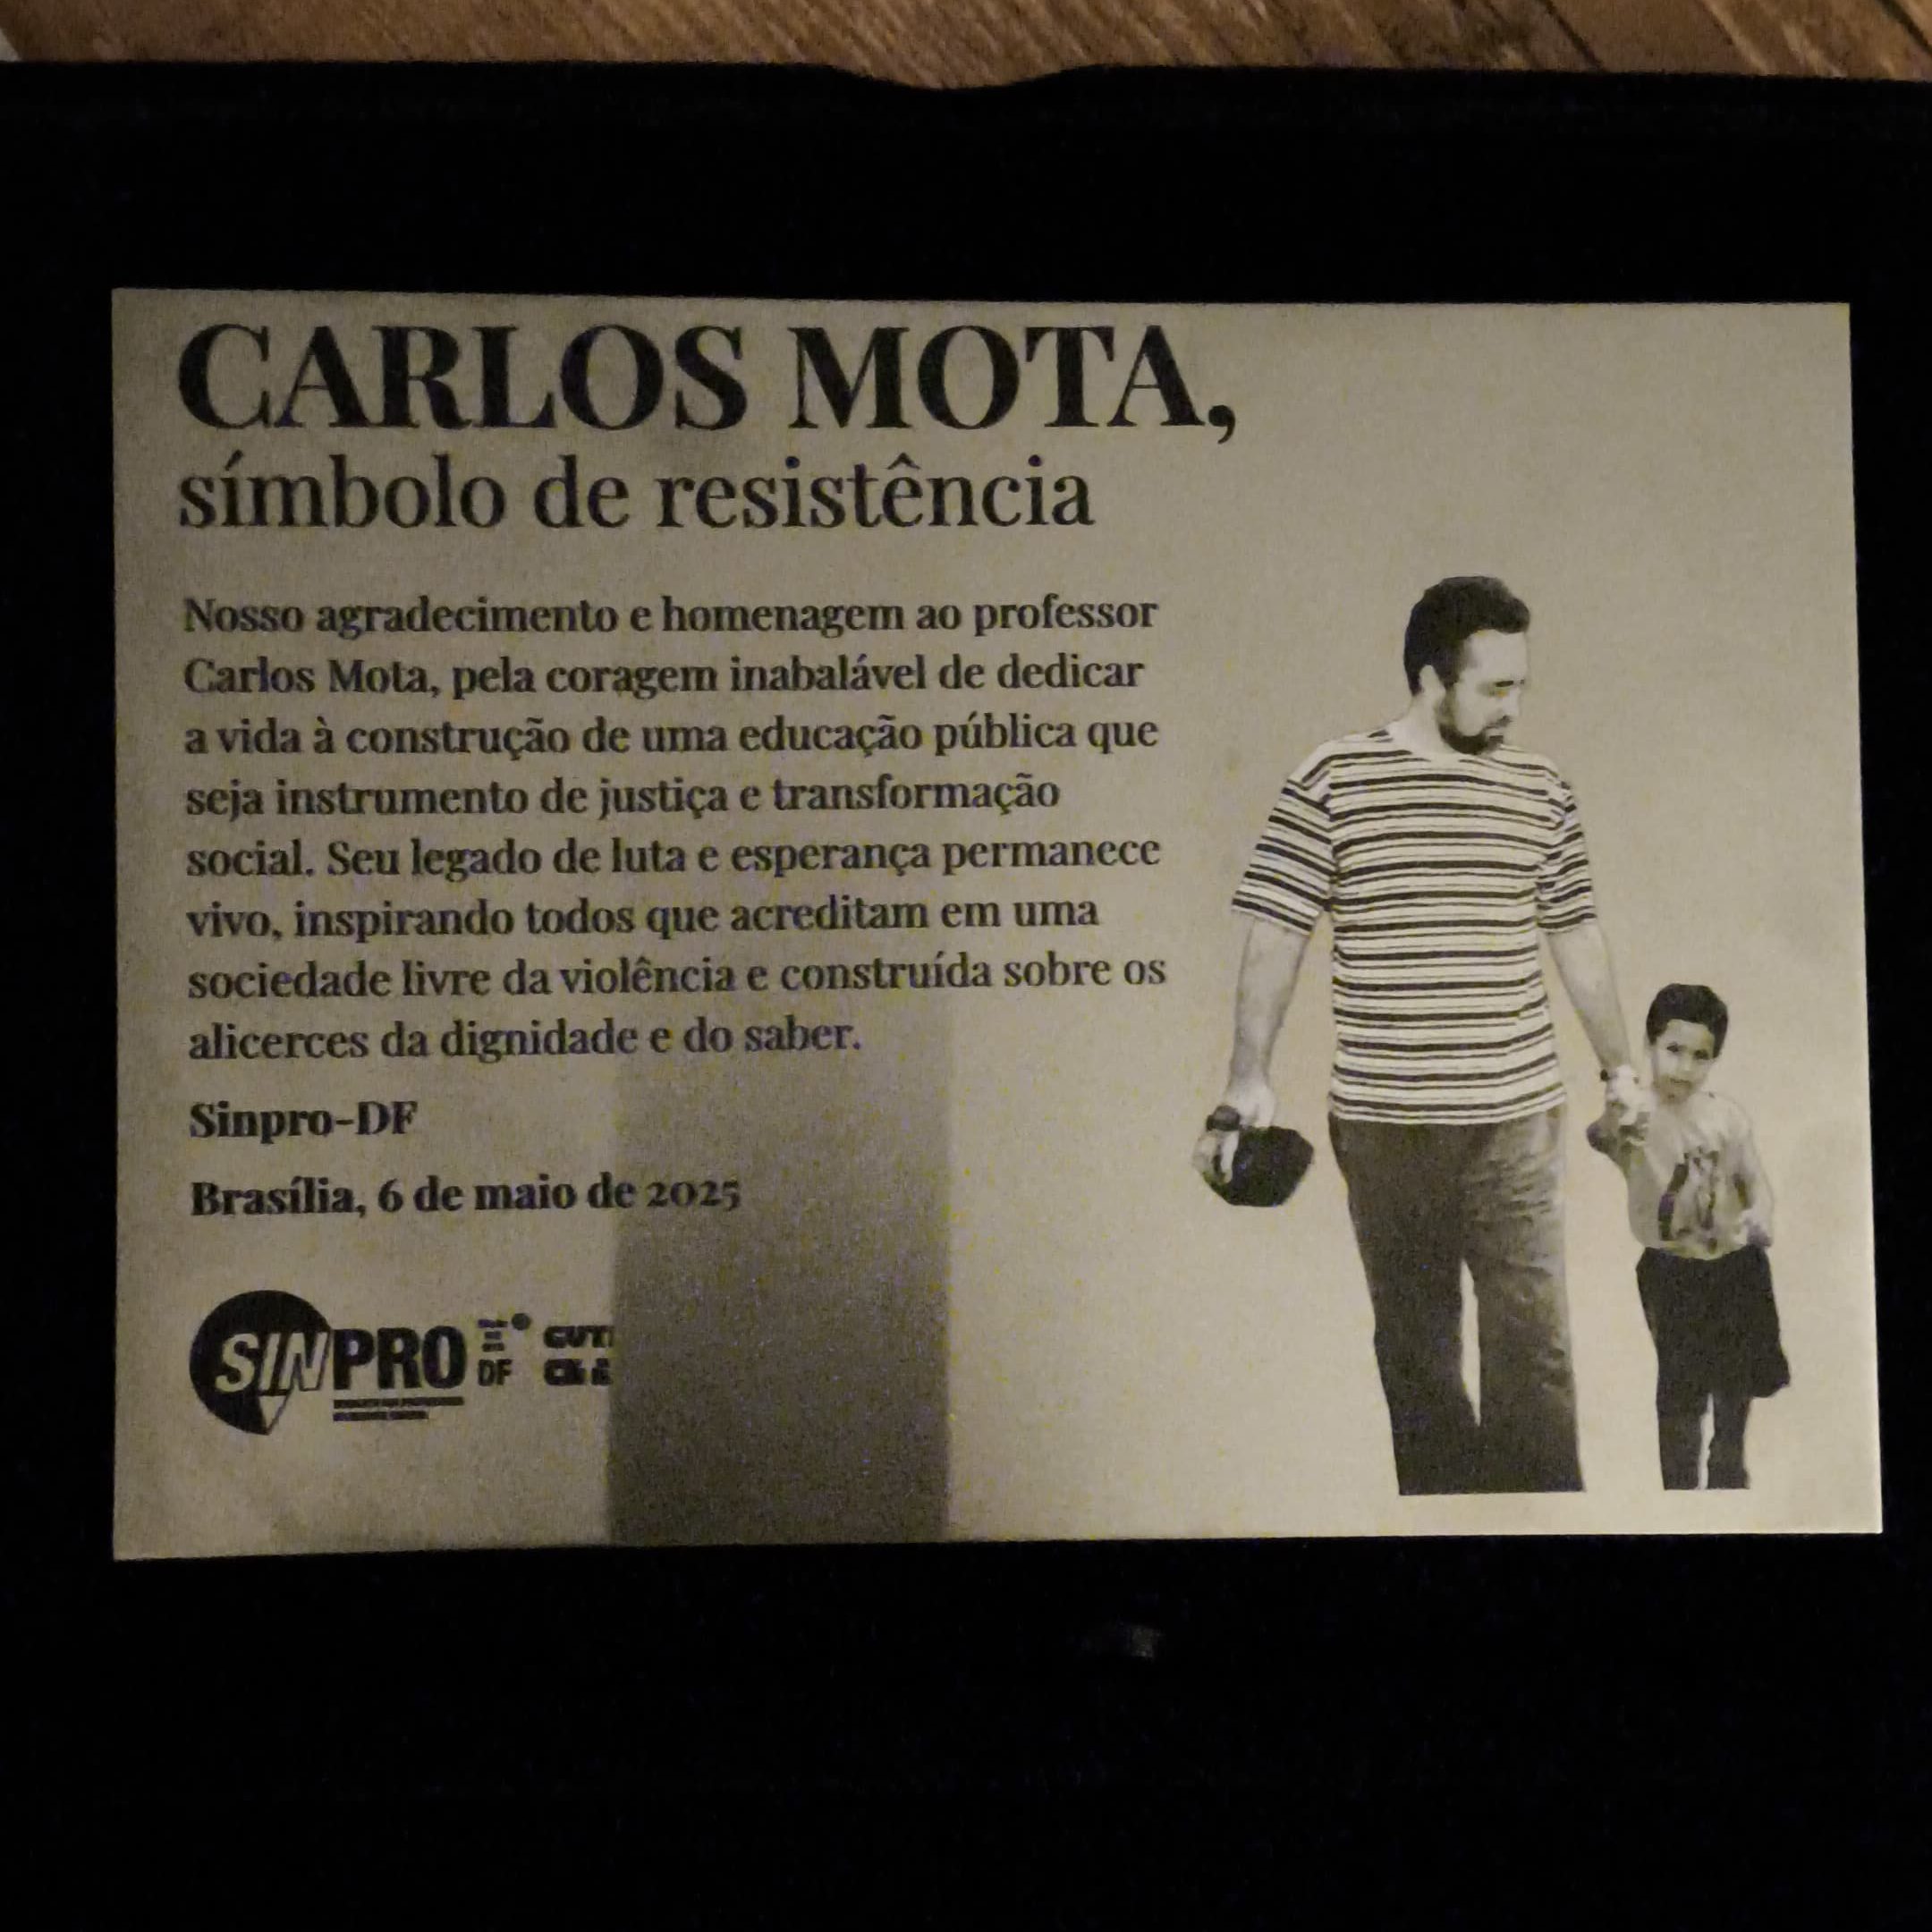 CARLOS MOTA,
símbolo de resistência
Nosso agradecimento e homenagem ao professor
Carlos Mota, pela coragem inabalável de dedicar
a vida à construção de uma educação pública que
seja instrumento de justiça e transformação
social. Seu legado de luta e esperança permanece
vivo, inspirando todos que acreditam em uma
sociedade livre da violência e construída sobre os
alicerces da dignidade e do saber.
Sinpro-DF
Brasília, 6 de maio de 2025
SINPRO DF CUT